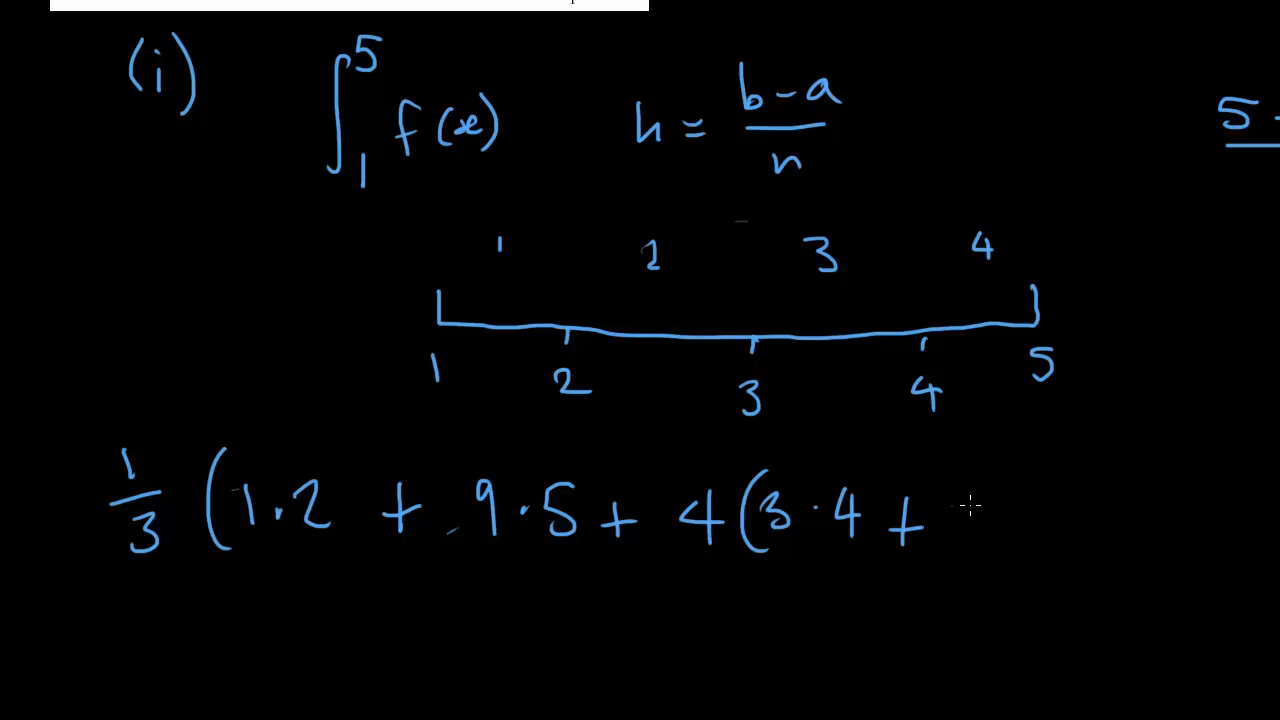 (i) ∫₁⁵ f(x) h = (b-a)/n 5 -
1 2 3 4
1 2 3 4 5
1/3 (1.2 + 9.5 + 4(3.4 +